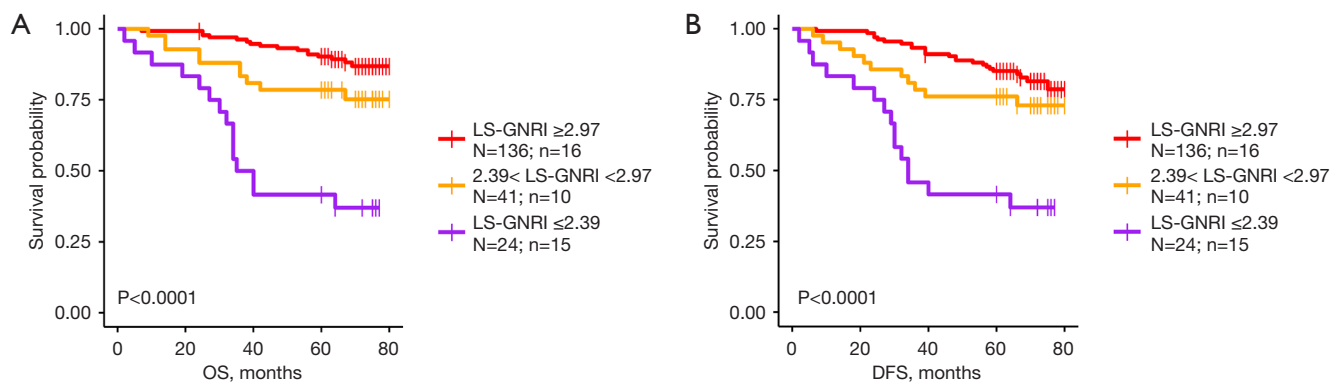 A
1.00
0.75
0.50
0.25
0.00
Survival probability
P<0.0001
0 20 40 60 80
OS, months
LS-GNRI ≥2.97
N=136; n=16
2.39< LS-GNRI <2.97
N=41; n=10
LS-GNRI ≤2.39
N=24; n=15
B
1.00
0.75
0.50
0.25
0.00
Survival probability
P<0.0001
0 20 40 60 80
DFS, months
LS-GNRI ≥2.97
N=136; n=16
2.39< LS-GNRI <2.97
N=41; n=10
LS-GNRI ≤2.39
N=24; n=15